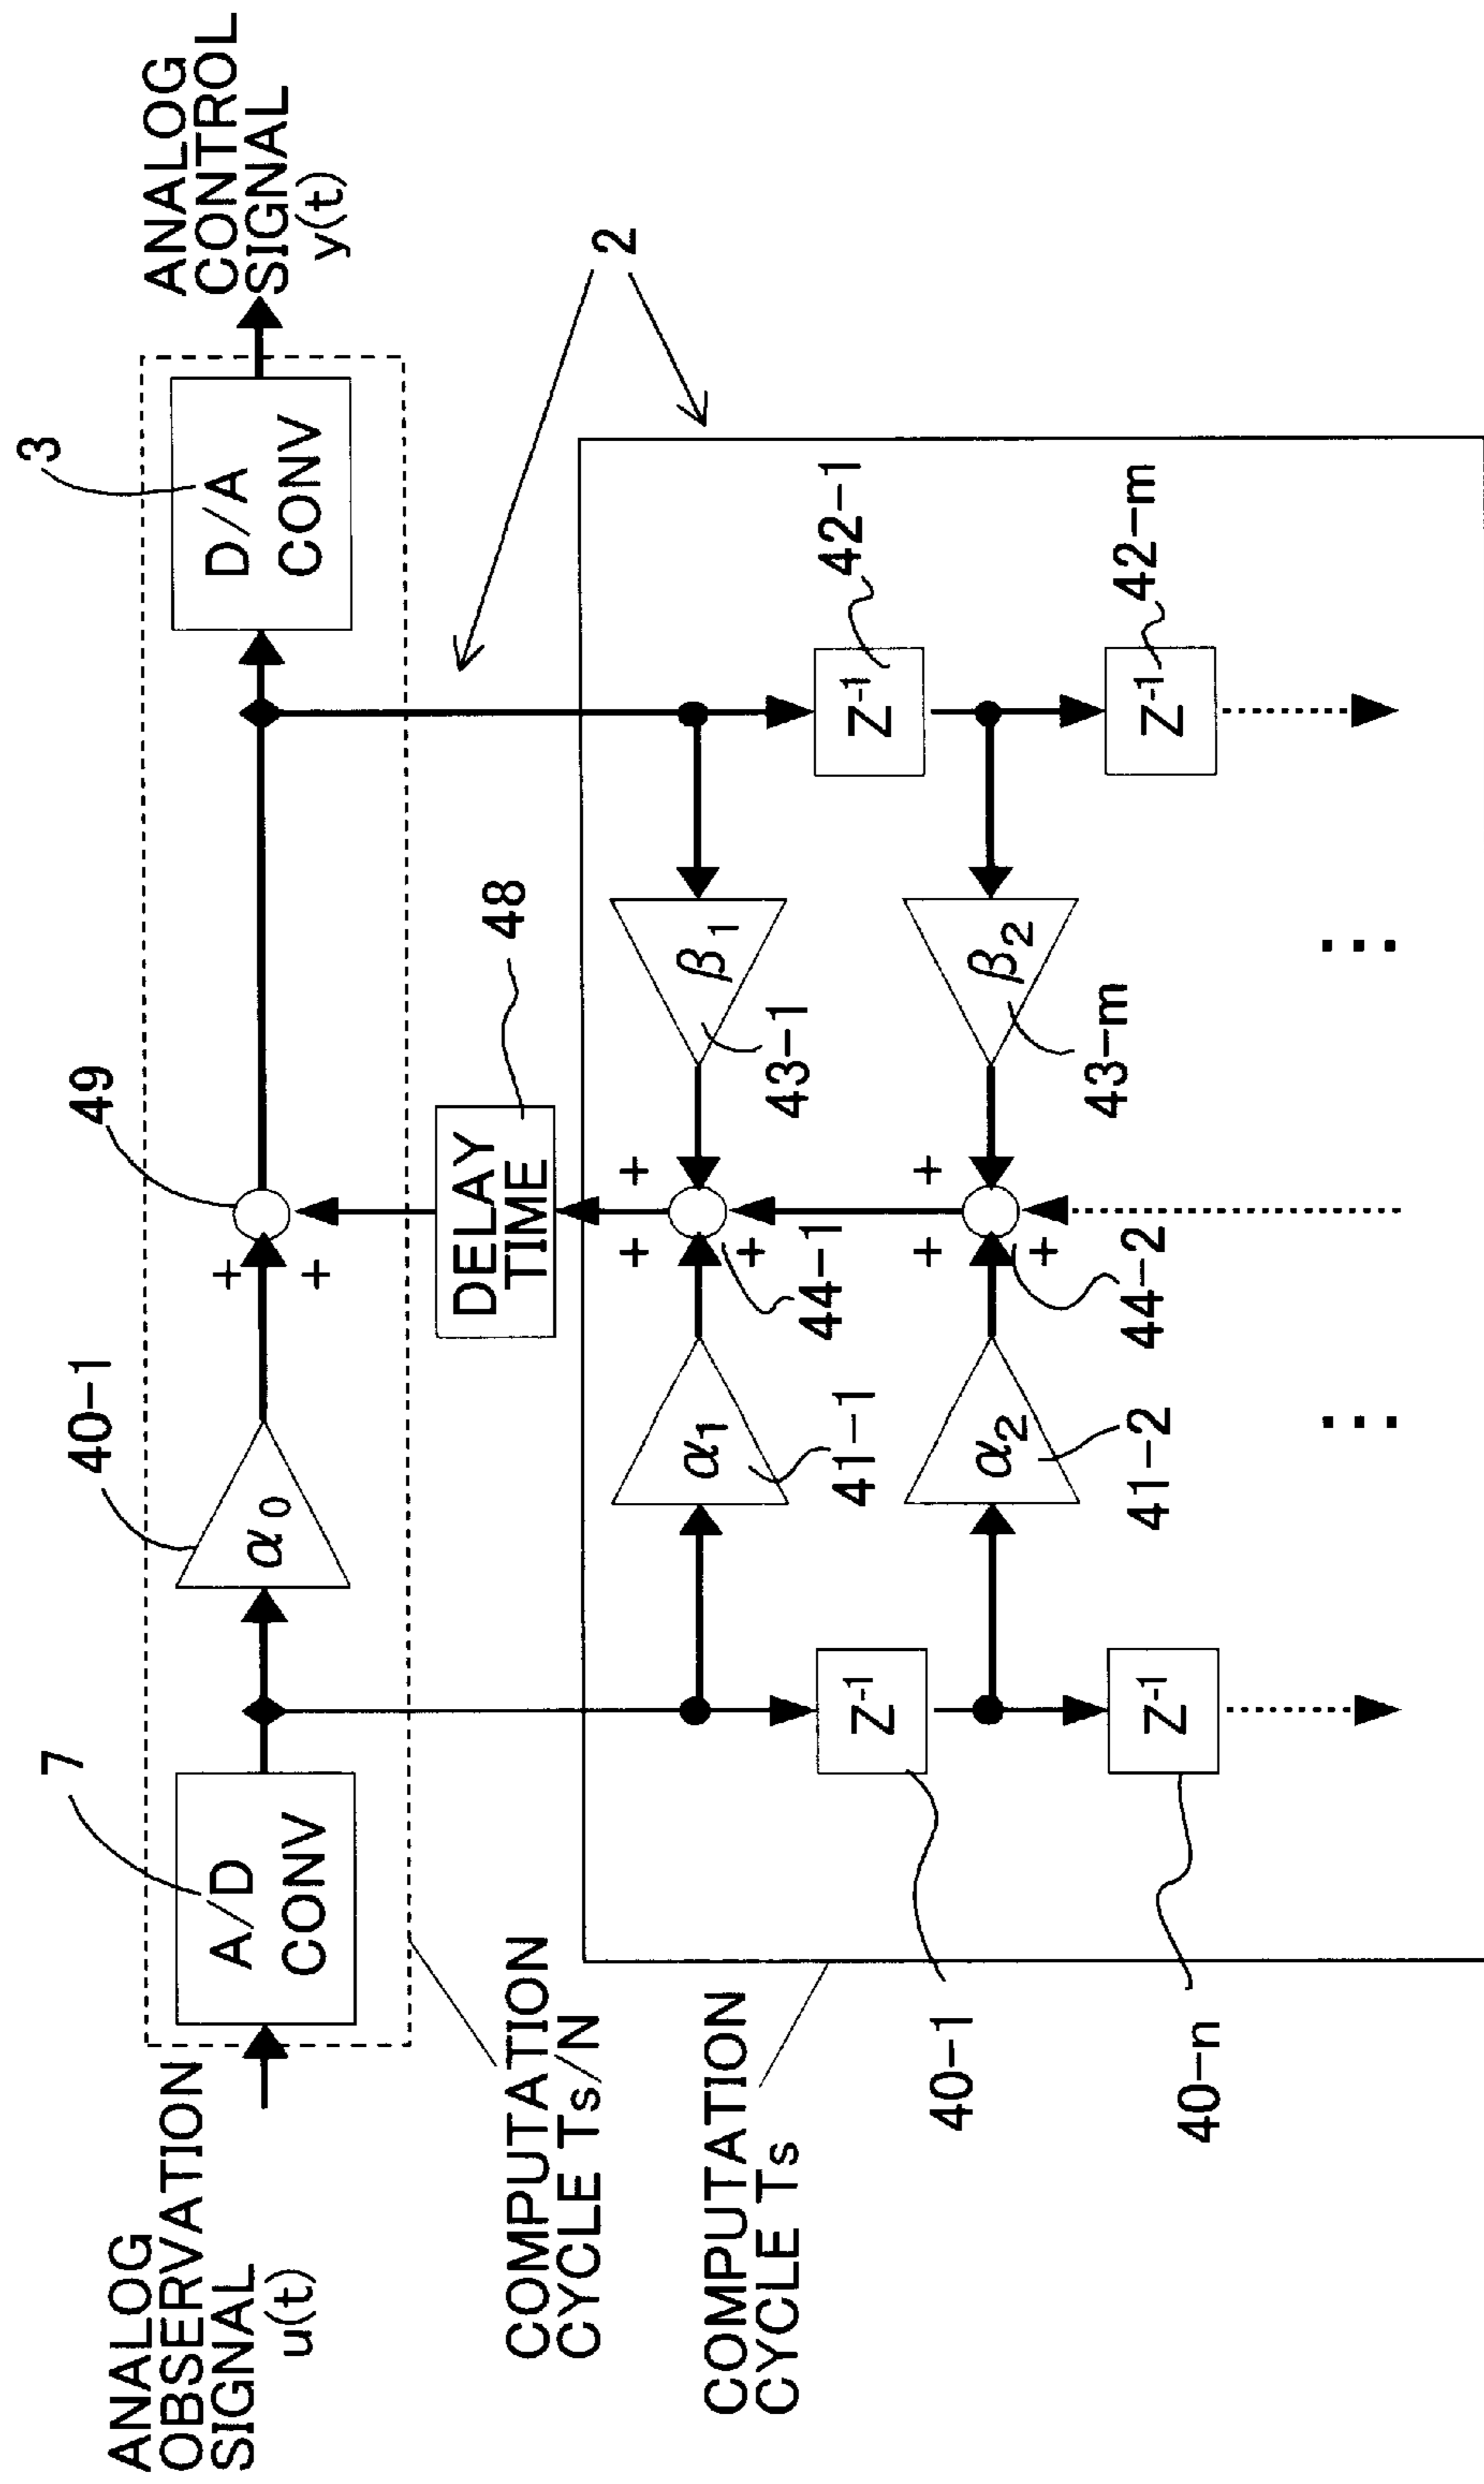 ANALOG
OBSERVATION
SIGNAL
u(t)
7
A/D
CONV
40-1
α0
+
+
49
3
D/A
CONV
ANALOG
CONTROL
SIGNAL
y(t)
COMPUTATION
CYCLE Ts/N
DELAY
TIME
48
2
COMPUTATION
CYCLE Ts
α1
41-1
+
+
+
44-1
β1
43-1
Z-1
40-1
Z-1
42-1
α2
41-2
+
+
+
44-2
β2
43-m
Z-1
40-n
Z-1
42-m
...
...